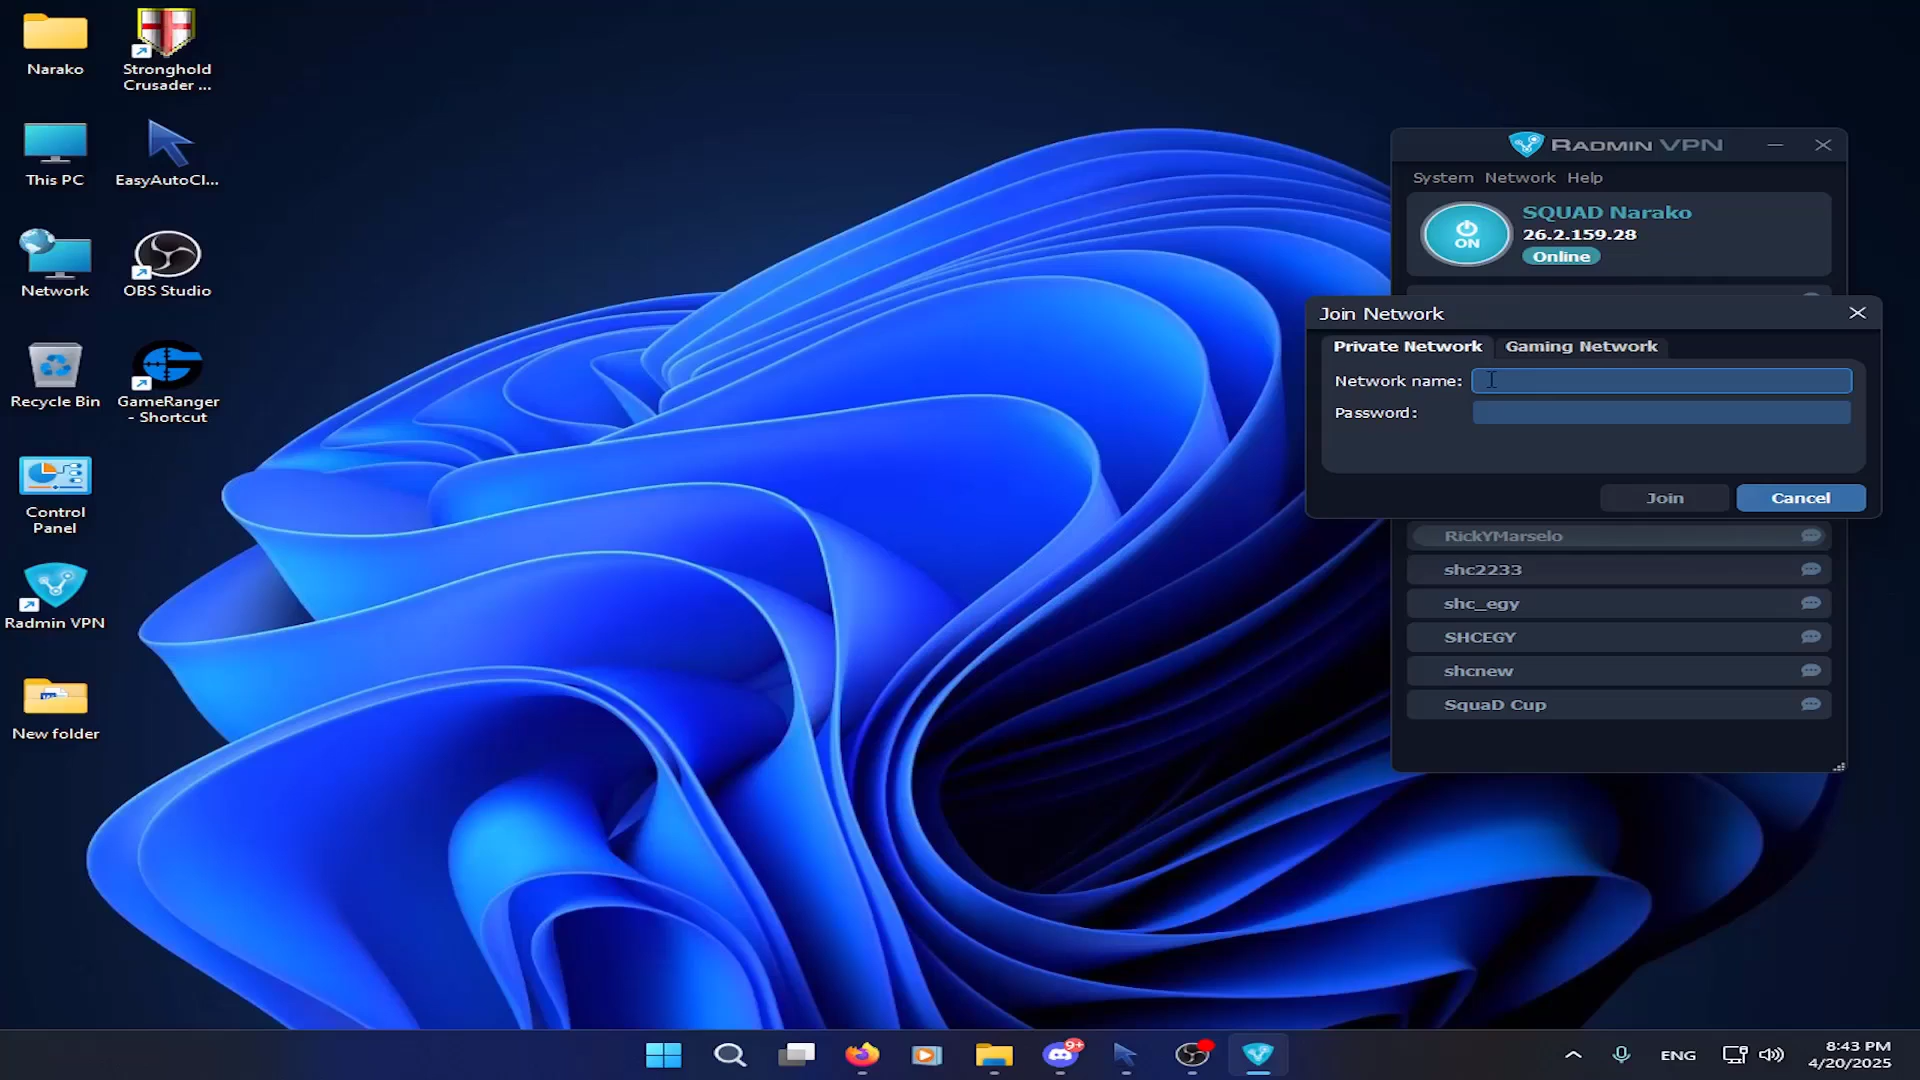 Narako
Stronghold
Crusader ...
This PC
EasyAutoCl...
Network
OBS Studio
Recycle Bin
GameRanger
- Shortcut
Control
Panel
Radmin VPN
New folder
RADMIN VPN
System Network Help
ON
SQUAD Narako
26.2.159.28
Online
Join Network
Private Network Gaming Network
Network name:
Password:
Join Cancel
RickYMarselo
shc2233
shc_egy
SHCEGY
shcnew
SquaD Cup
9+
ENG
8:43 PM
4/20/2025